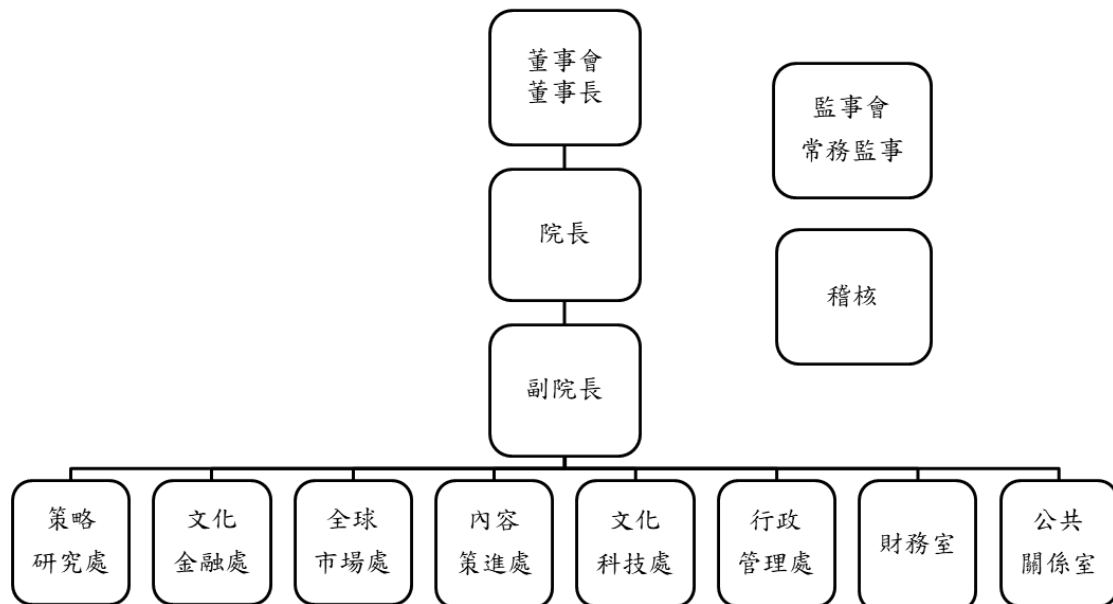 董事會
董事長
監事會
常務監事
院長
稽核
副院長
策略
研究處
文化
金融處
全球
市場處
內容
策進處
文化
科技處
行政
管理處
財務室
公共
關係室